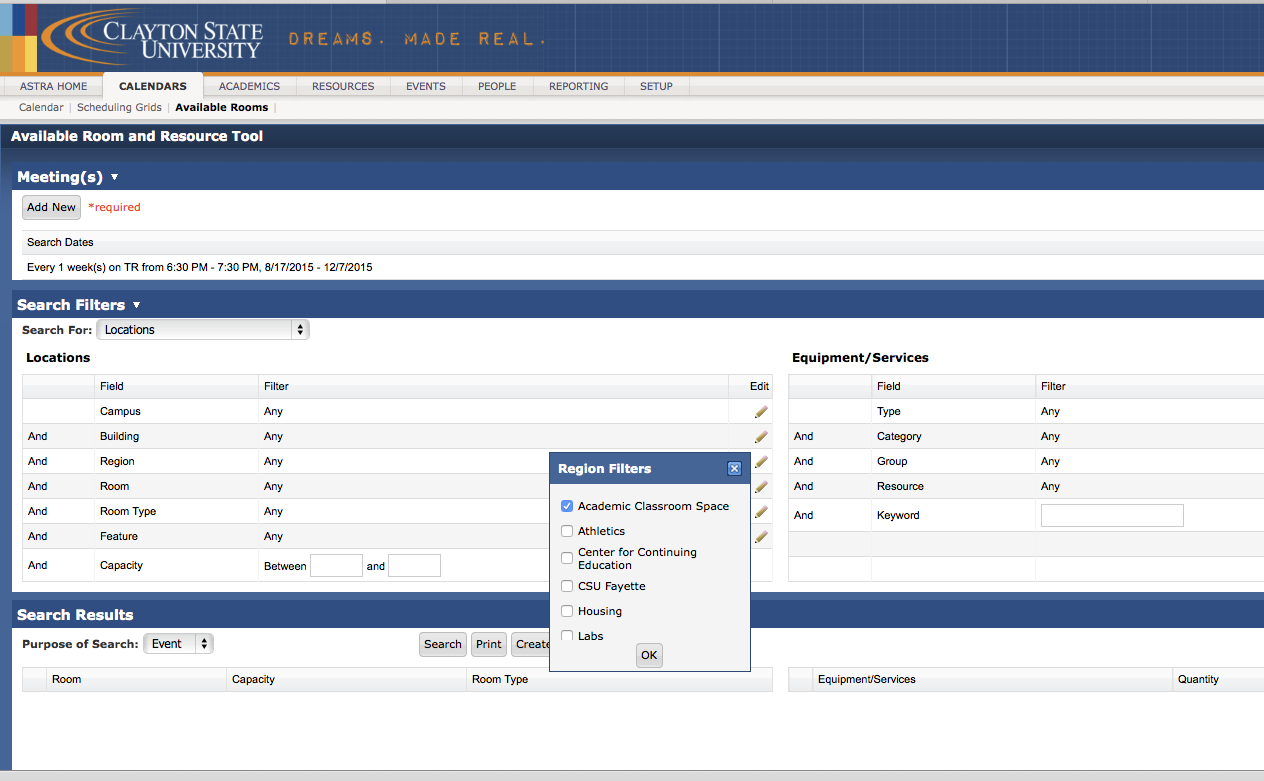 CLAYTON STATE
UNIVERSITY
DREAMS. MADE REAL.
ASTRA HOME CALENDARS ACADEMICS RESOURCES EVENTS PEOPLE REPORTING SETUP
Calendar | Scheduling Grids | Available Rooms |
Available Room and Resource Tool
Meeting(s)
Add New *required
Search Dates
Every 1 week(s) on TR from 6:30 PM - 7:30 PM, 8/17/2015 - 12/7/2015
Search Filters
Search For: Locations
Locations
Field Filter Edit
Campus Any
And Building Any
And Region Any
And Room Any
And Room Type Any
And Feature Any
And Capacity Between and
Equipment/Services
Field Filter
Type Any
And Category Any
And Group Any
And Resource Any
And Keyword
Region Filters
Academic Classroom Space
Athletics
Center for Continuing
Education
CSU Fayette
Housing
Labs
OK
Search Results
Purpose of Search: Event Search Print Create
Room Capacity Room Type
Equipment/Services Quantity